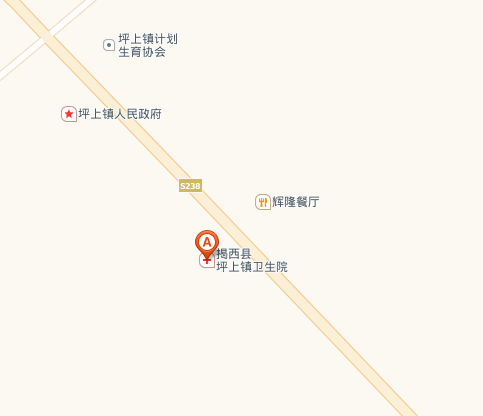 坪上镇计划
生育协会
坪上镇人民政府
S238
辉隆餐厅
A
揭西县
坪上镇卫生院